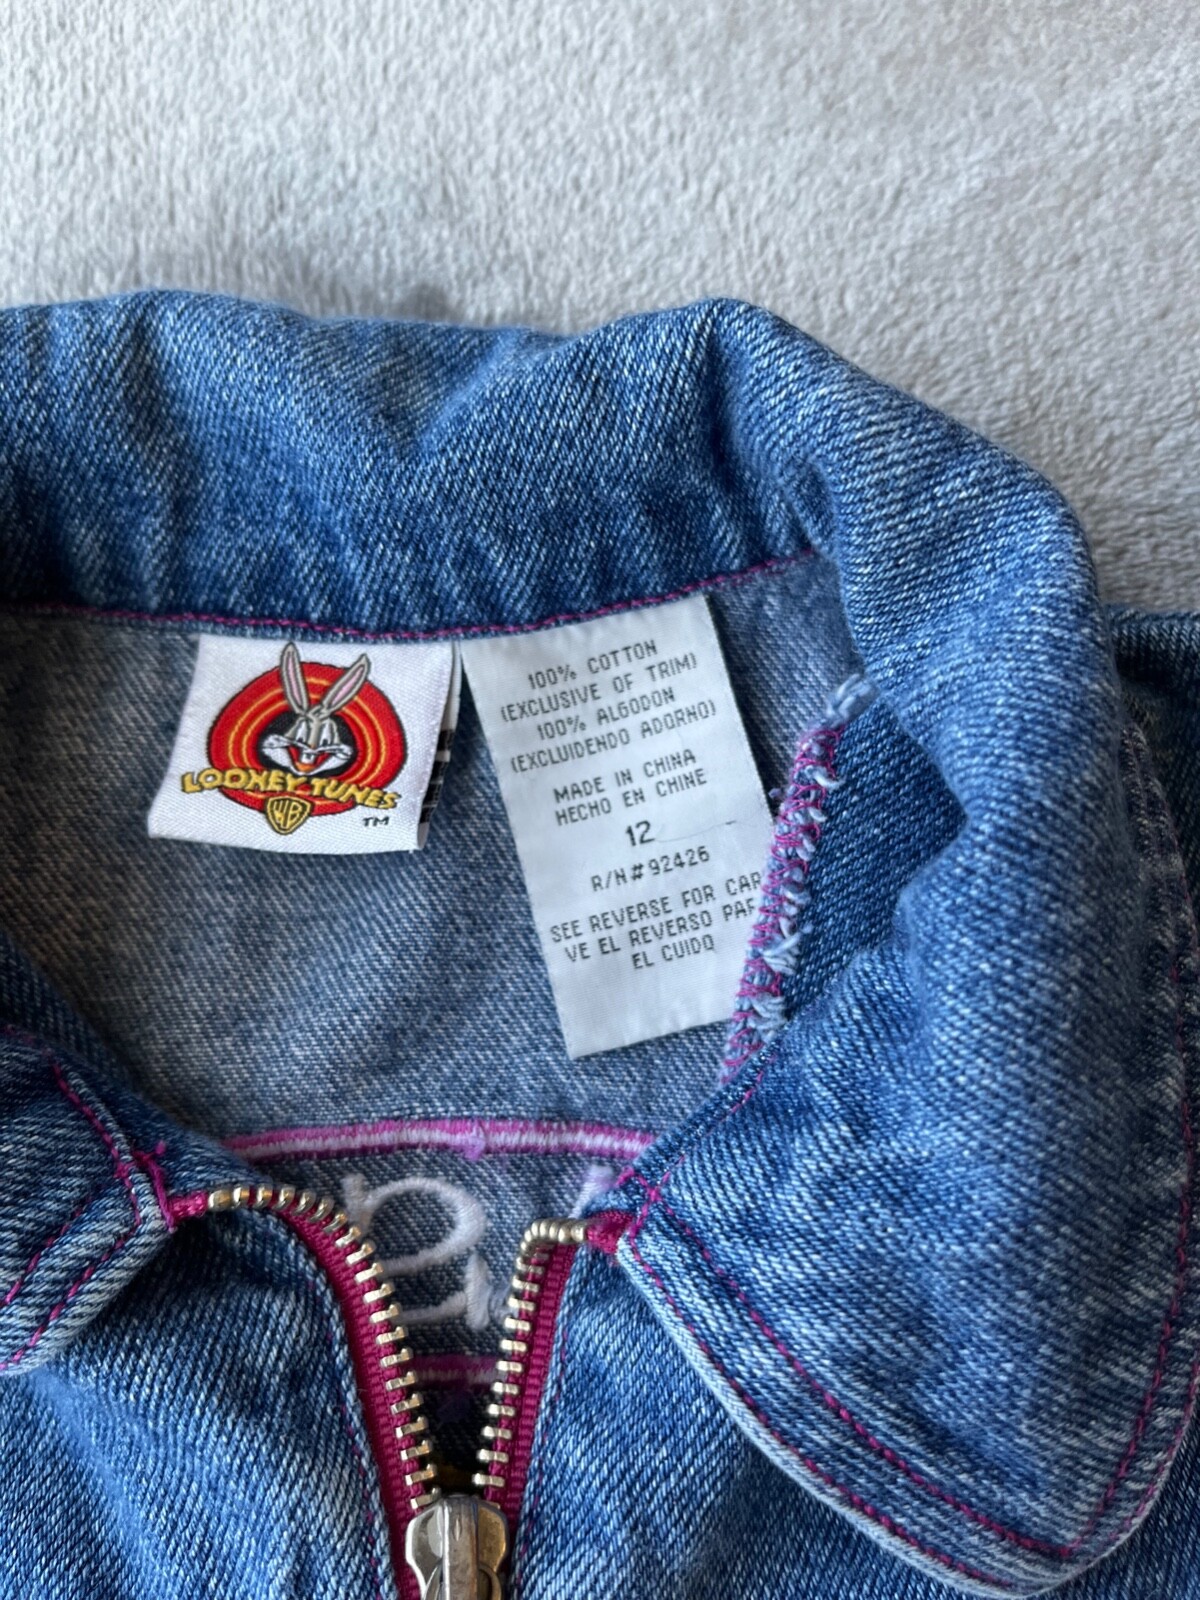 LOONEY TUNES
WB
TM
100% COTTON
(EXCLUSIVE OF TRIM)
100% ALGODON
(EXCLUIDENDO ADORNO)
MADE IN CHINA
HECHO EN CHINE
12
R/N#92426
SEE REVERSE FOR CAR
VE EL REVERSO PAR
EL CUIDO